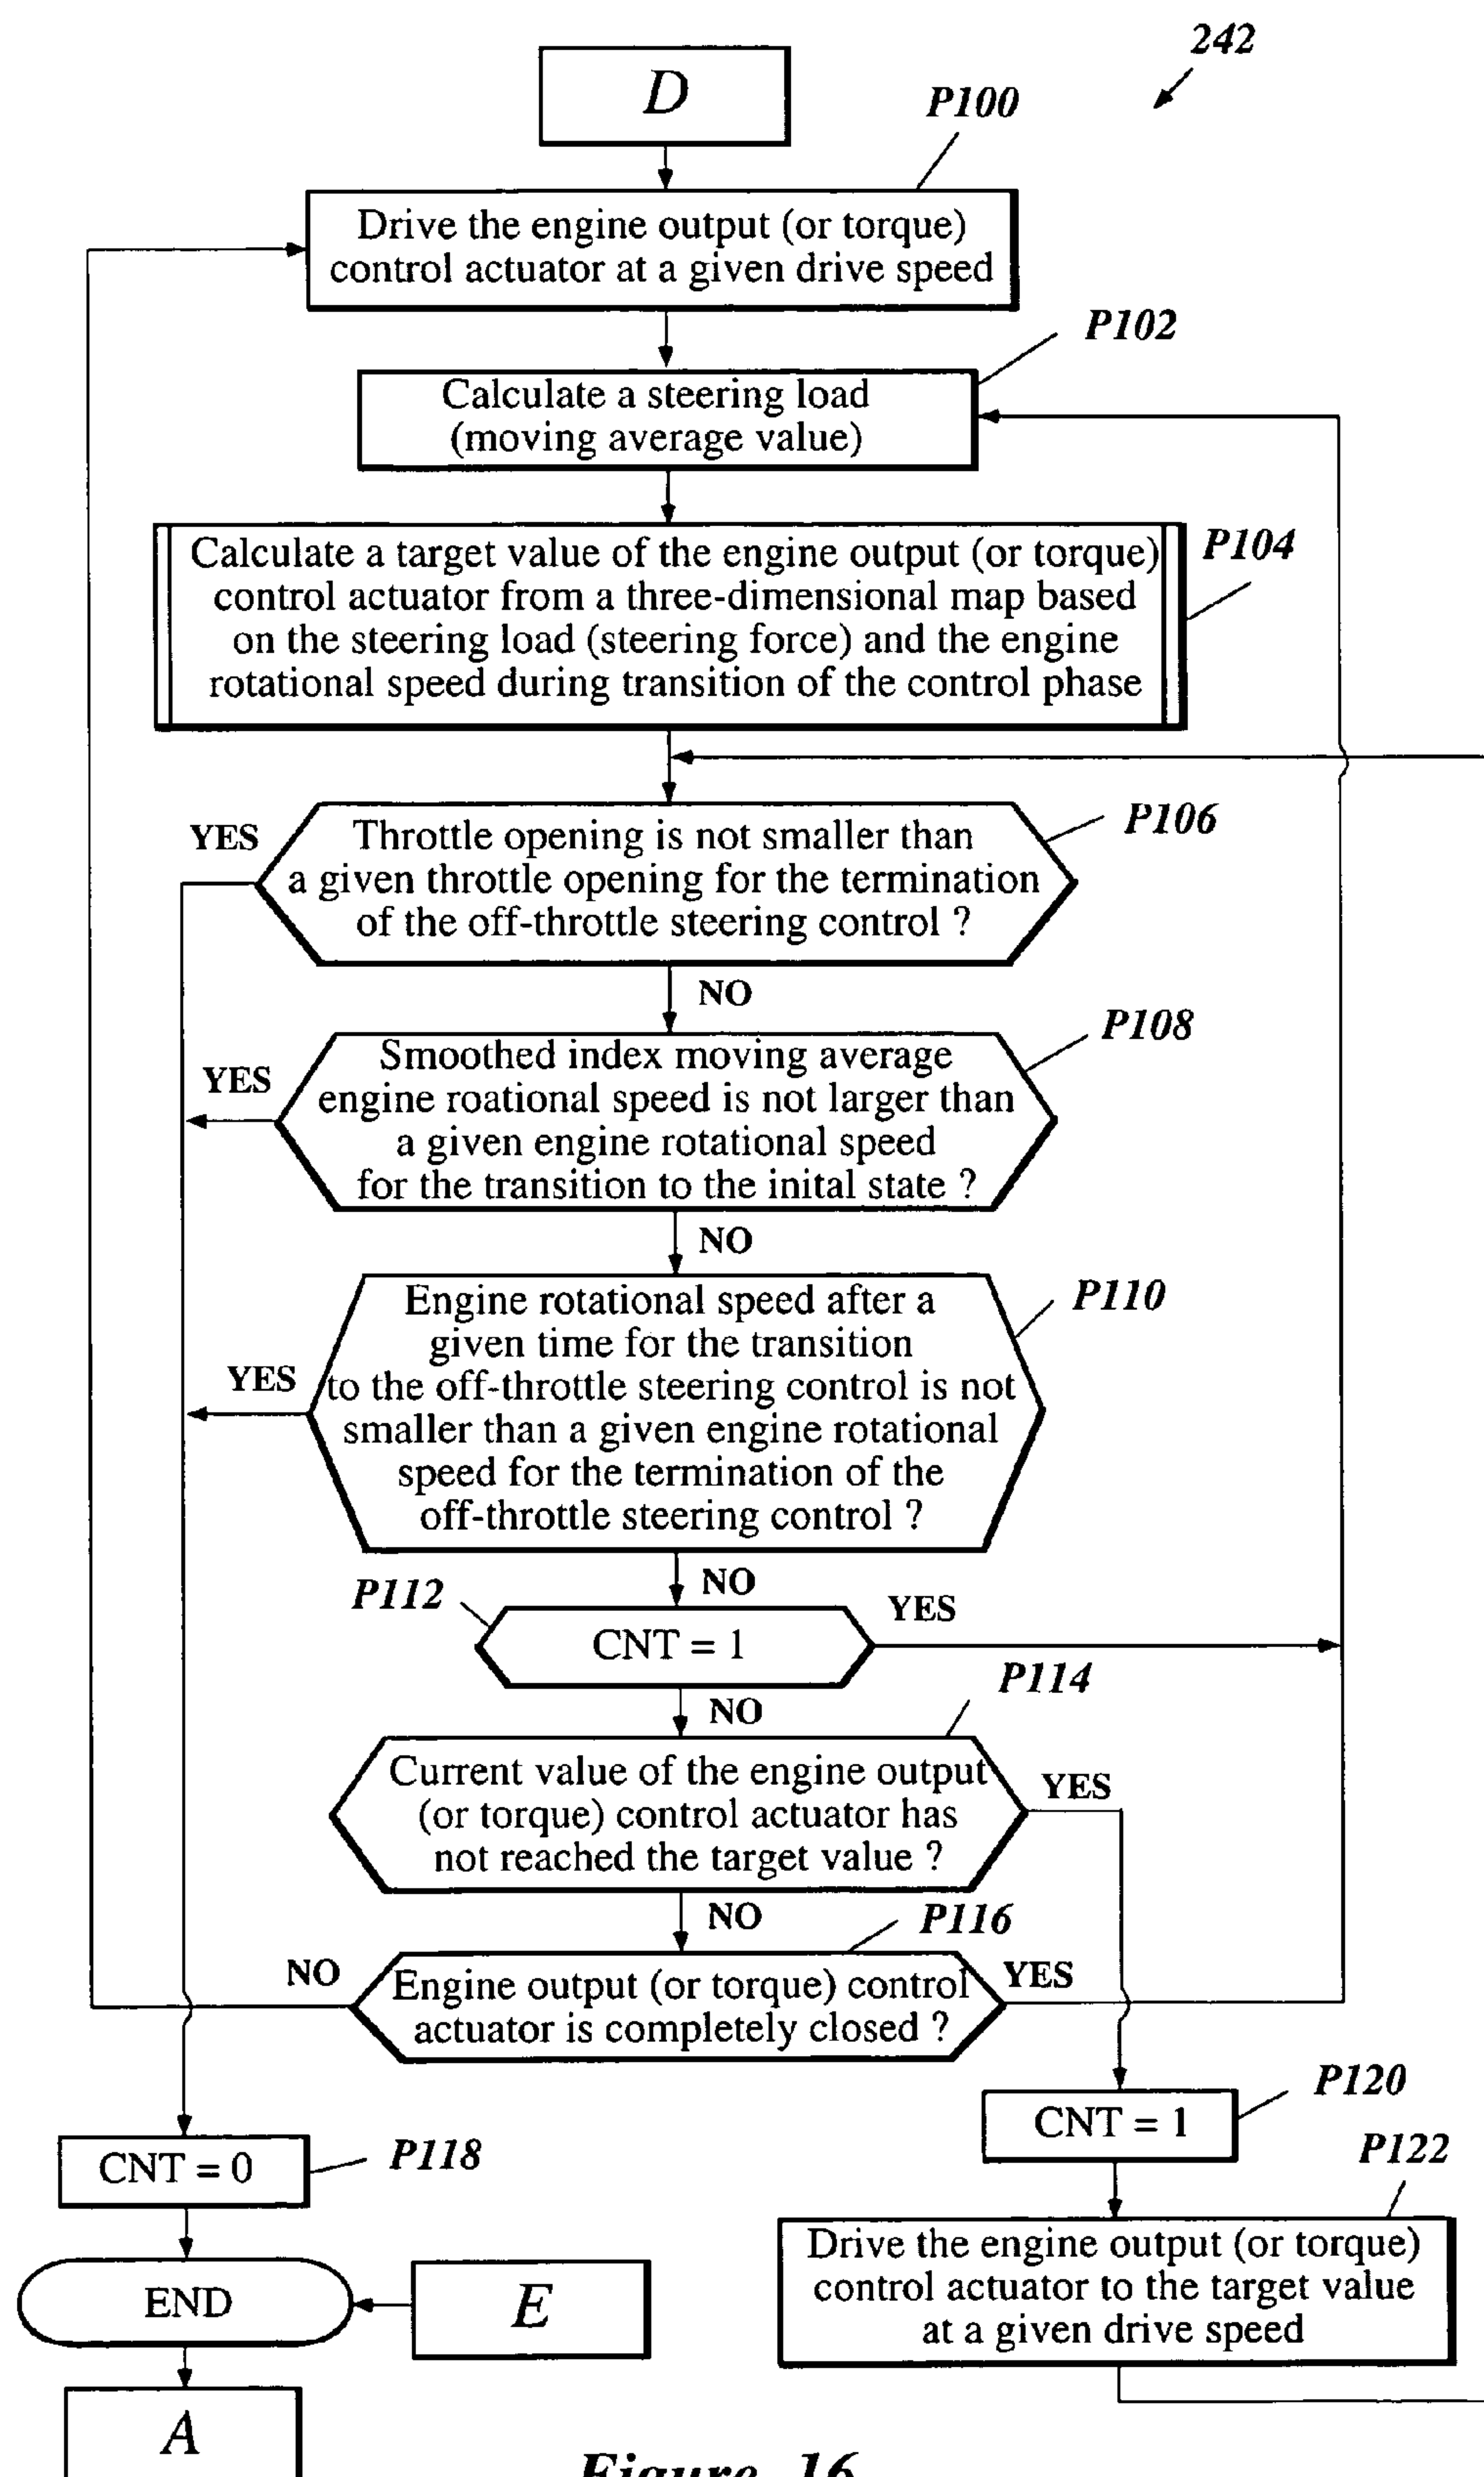 242
D
P100
Drive the engine output (or torque)
control actuator at a given drive speed
P102
Calculate a steering load
(moving average value)
P104
Calculate a target value of the engine output (or torque)
control actuator from a three-dimensional map based
on the steering load (steering force) and the engine
rotational speed during transition of the control phase
P106
YES
Throttle opening is not smaller than
a given throttle opening for the termination
of the off-throttle steering control ?
NO
P108
YES
Smoothed index moving average
engine roational speed is not larger than
a given engine rotational speed
for the transition to the inital state ?
NO
P110
YES
Engine rotational speed after a
given time for the transition
to the off-throttle steering control is not
smaller than a given engine rotational
speed for the termination of the
off-throttle steering control ?
NO
P112
YES
CNT = 1
P114
NO
Current value of the engine output
(or torque) control actuator has
not reached the target value ?
YES
NO
P116
NO
Engine output (or torque) control
actuator is completely closed ?
YES
P120
CNT = 1
P118
CNT = 0
P122
Drive the engine output (or torque)
control actuator to the target value
at a given drive speed
END
E
A
Figure 16